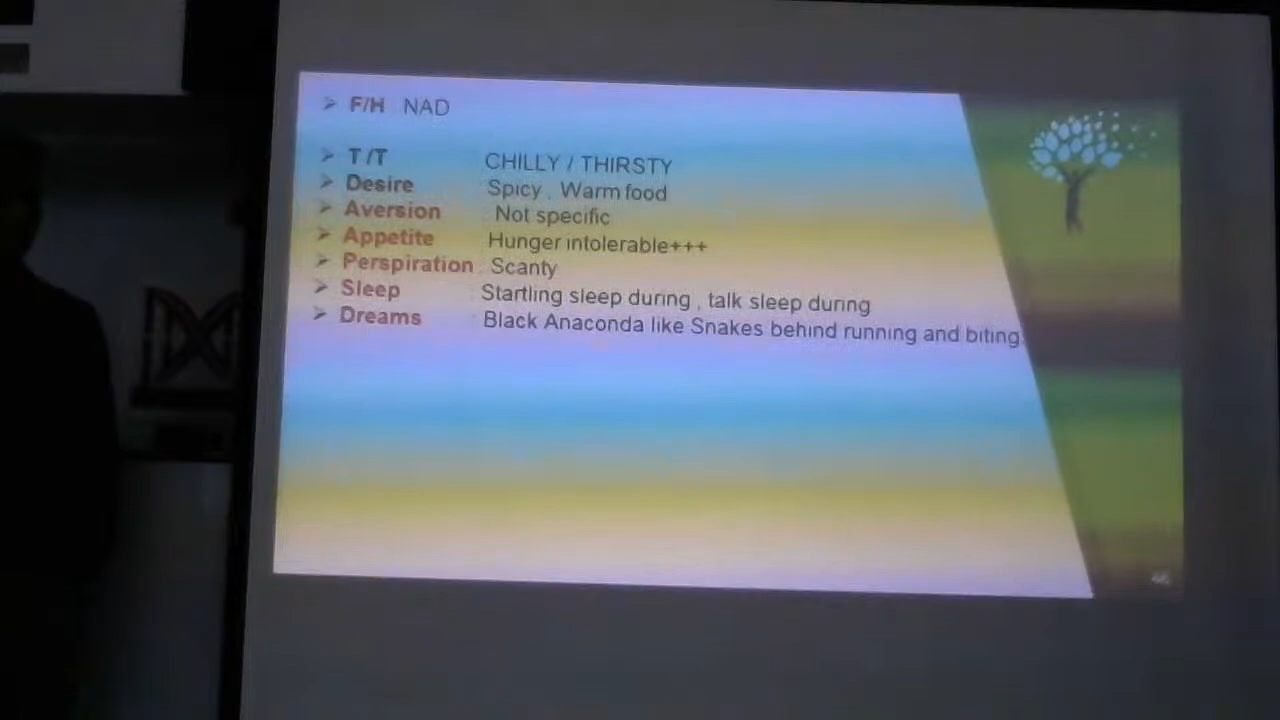 F/H NAD
T/T CHILLY / THIRSTY
Desire Spicy , Warm food
Aversion Not specific
Appetite Hunger intolerable+++
Perspiration Scanty
Sleep Startling sleep during , talk sleep during
Dreams Black Anaconda like Snakes behind running and biting.